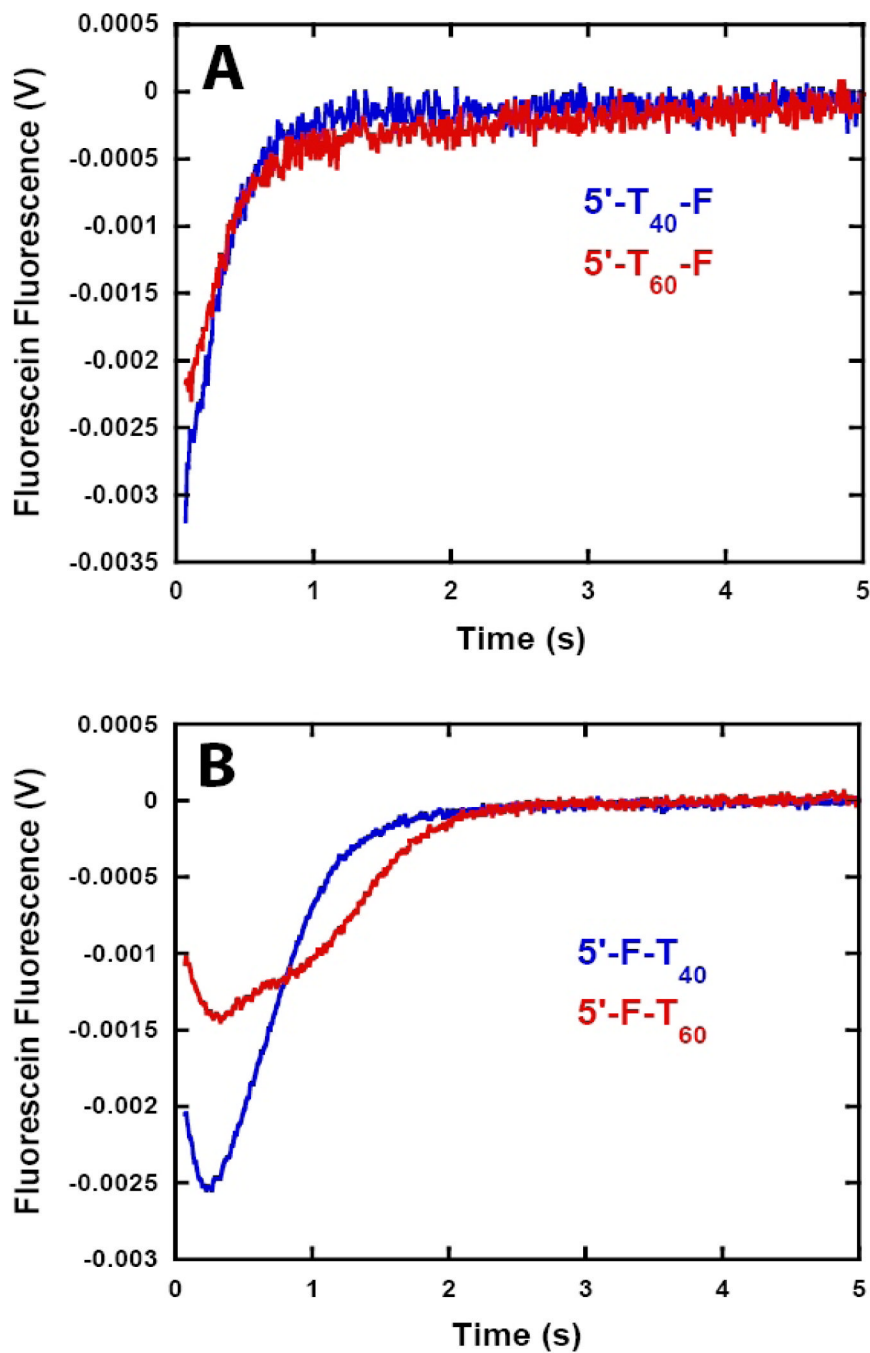 A
0.0005
0
-0.0005
-0.001
-0.0015
-0.002
-0.0025
-0.003
-0.0035
Fluorescein Fluorescence (V)
5'-T40-F
5'-T60-F
0 1 2 3 4 5
Time (s)
B
0.0005
0
-0.0005
-0.001
-0.0015
-0.002
-0.0025
-0.003
Fluorescein Fluorescence (V)
5'-F-T40
5'-F-T60
0 1 2 3 4 5
Time (s)